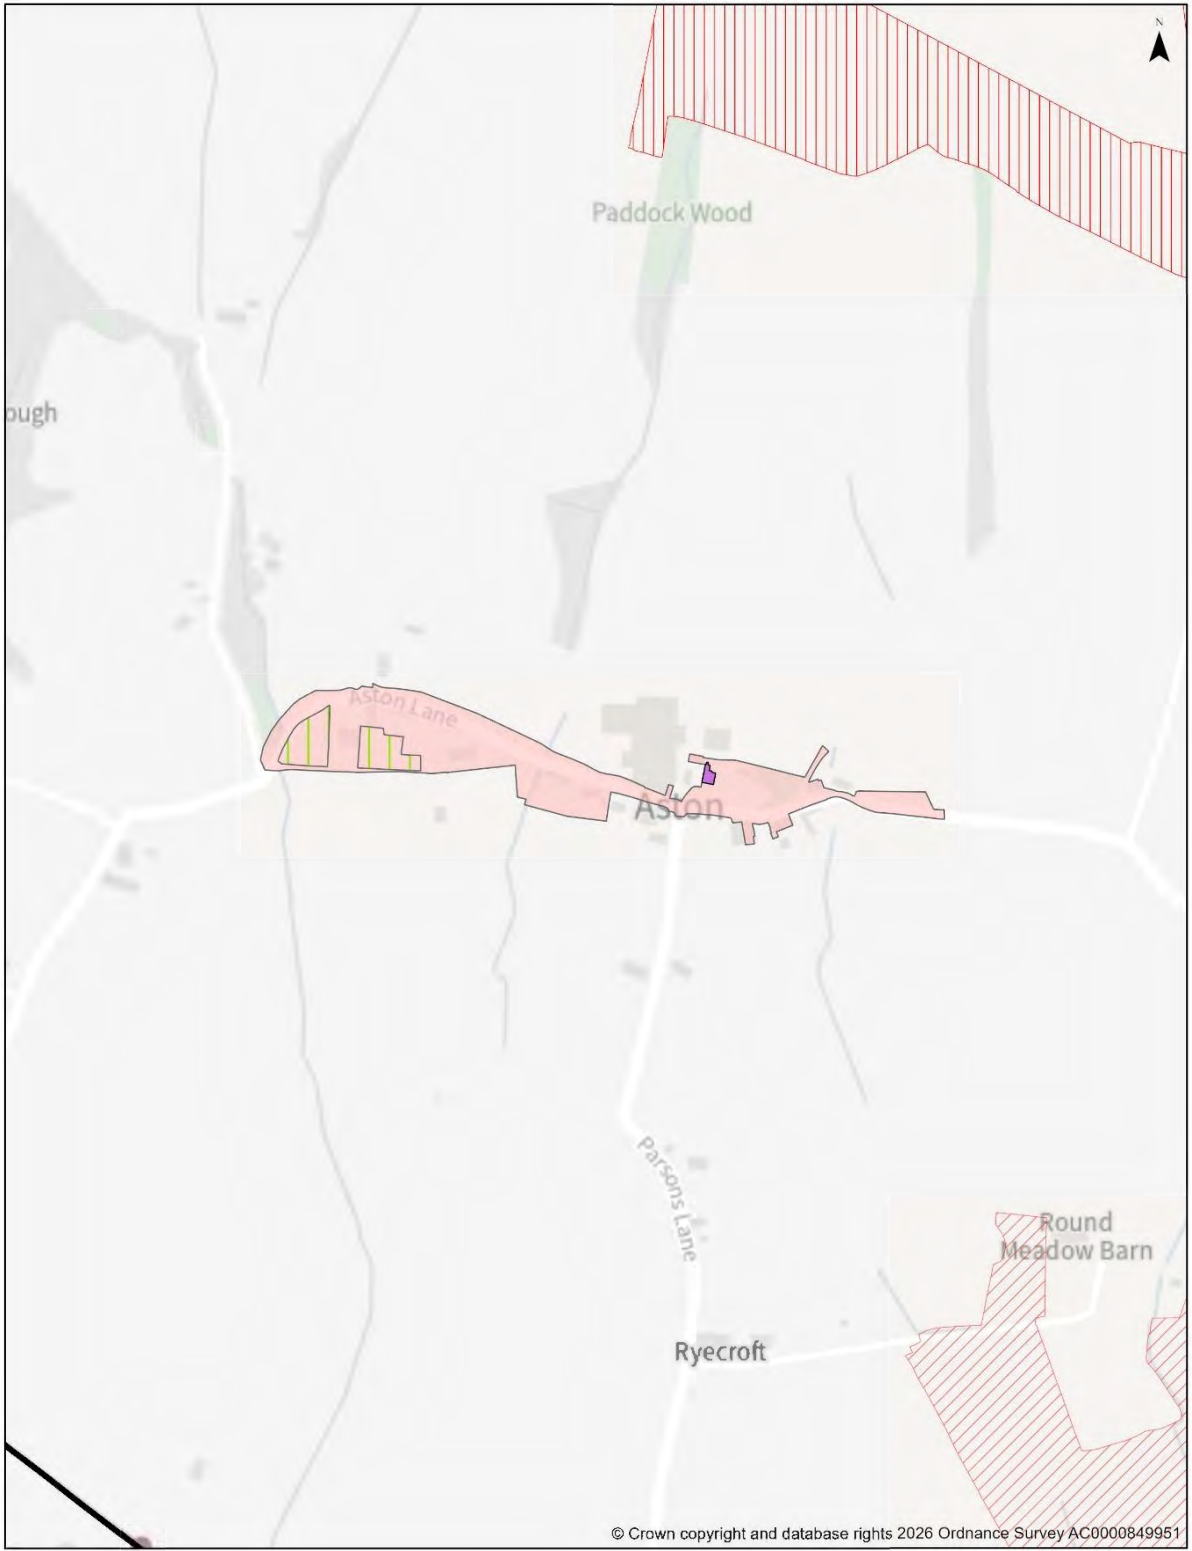 N
Paddock Wood
ough
Aston Lane
Aston
Parsons Lane
Round
Meadow Barn
Ryecroft
© Crown copyright and database rights 2026 Ordnance Survey AC0000849951